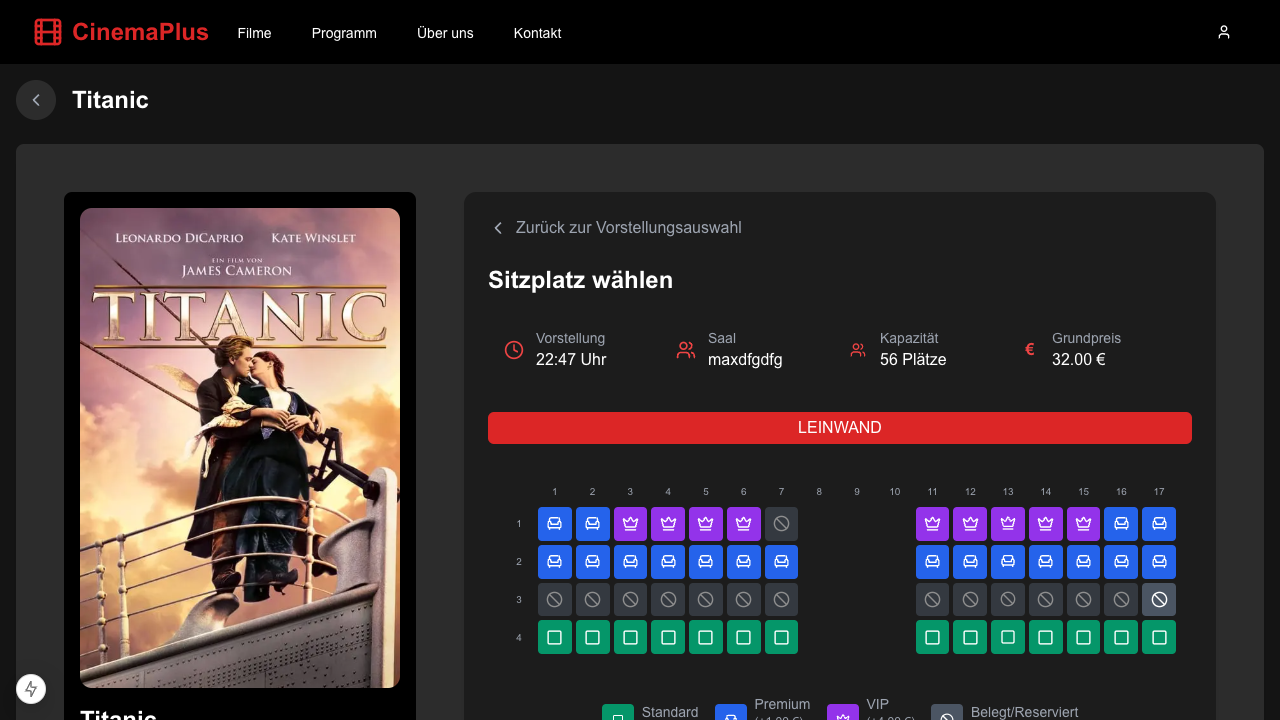 CinemaPlus Filme Programm Über uns Kontakt
Titanic
LEONARDO DICAPRIO KATE WINSLET
EIN FILM VON
JAMES CAMERON
TITANIC
Titanic
Zurück zur Vorstellungsauswahl
Sitzplatz wählen
Vorstellung Saal Kapazität Grundpreis
22:47 Uhr maxdfgdfg 56 Plätze € 32.00 €
LEINWAND
1 2 3 4 5 6 7 8 9 10 11 12 13 14 15 16 17
1
2
3
4
Standard Premium VIP Belegt/Reserviert